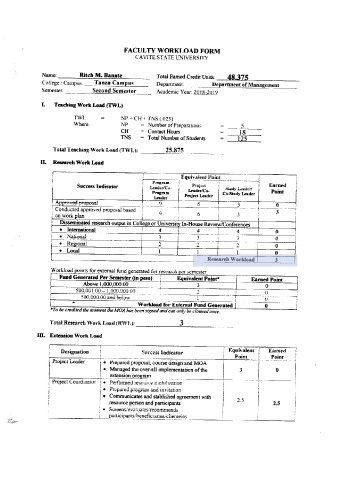 FACULTY WORKLOAD FORM
CAVITE STATE UNIVERSITY
Name: Ritch M. Banate Total Earned Credit Units: 48.375
College / Campus: Tanza Campus Department: Department of Management
Semester: Second Semester Academic Year: 2018-2019
I. Teaching Work Load (TWL)
TWL = NP + CH + TNS (.025)
Where: NP = Number of Preparations = 5
CH = Contact Hours = 18
TNS = Total Number of Students = 125
Total Teaching Work Load (TWL): 25.875
II. Research Work Load
Success Indicator Equivalent Point Earned Point
Program Leader/Co-Program Leader Project Leader/Co-Project Leader Study Leader/Co-Study Leader
Approved proposal 9 6 3 0
Conducted approved proposal based on work plan 9 6 3 3
Disseminated research output in College or University In-House Review/Conferences
• International 4 4 4 0
• National 3 3 3 0
• Regional 2 2 2 0
• Local 1 1 1 0
Research Workload 3
Workload points for external fund generated for research per semester
Fund Generated Per Semester (in peso) Equivalent Point* Earned Point
Above 1,000,000.00 3 0
500,001.00 – 1,000,000.00 2 0
500,000.00 and below 0
Workload for External Fund Generated 0
*To be credited the moment the MOA has been signed and can only be claimed once.
Total Research Work Load (RWL): 3
III. Extension Work Load
Designation Success Indicator Equivalent Point Earned Point
Project Leader • Prepared proposal, course design and MOA
• Managed the over-all implementation of the extension program 3 0
Project Coordinator • Performed resource mobilization
• Prepared program and invitation
• Communicates and stablished agreement with resource person and participants
• Screens/evaluates/recommends participants/beneficiaries/clienteles 2.5 2.5